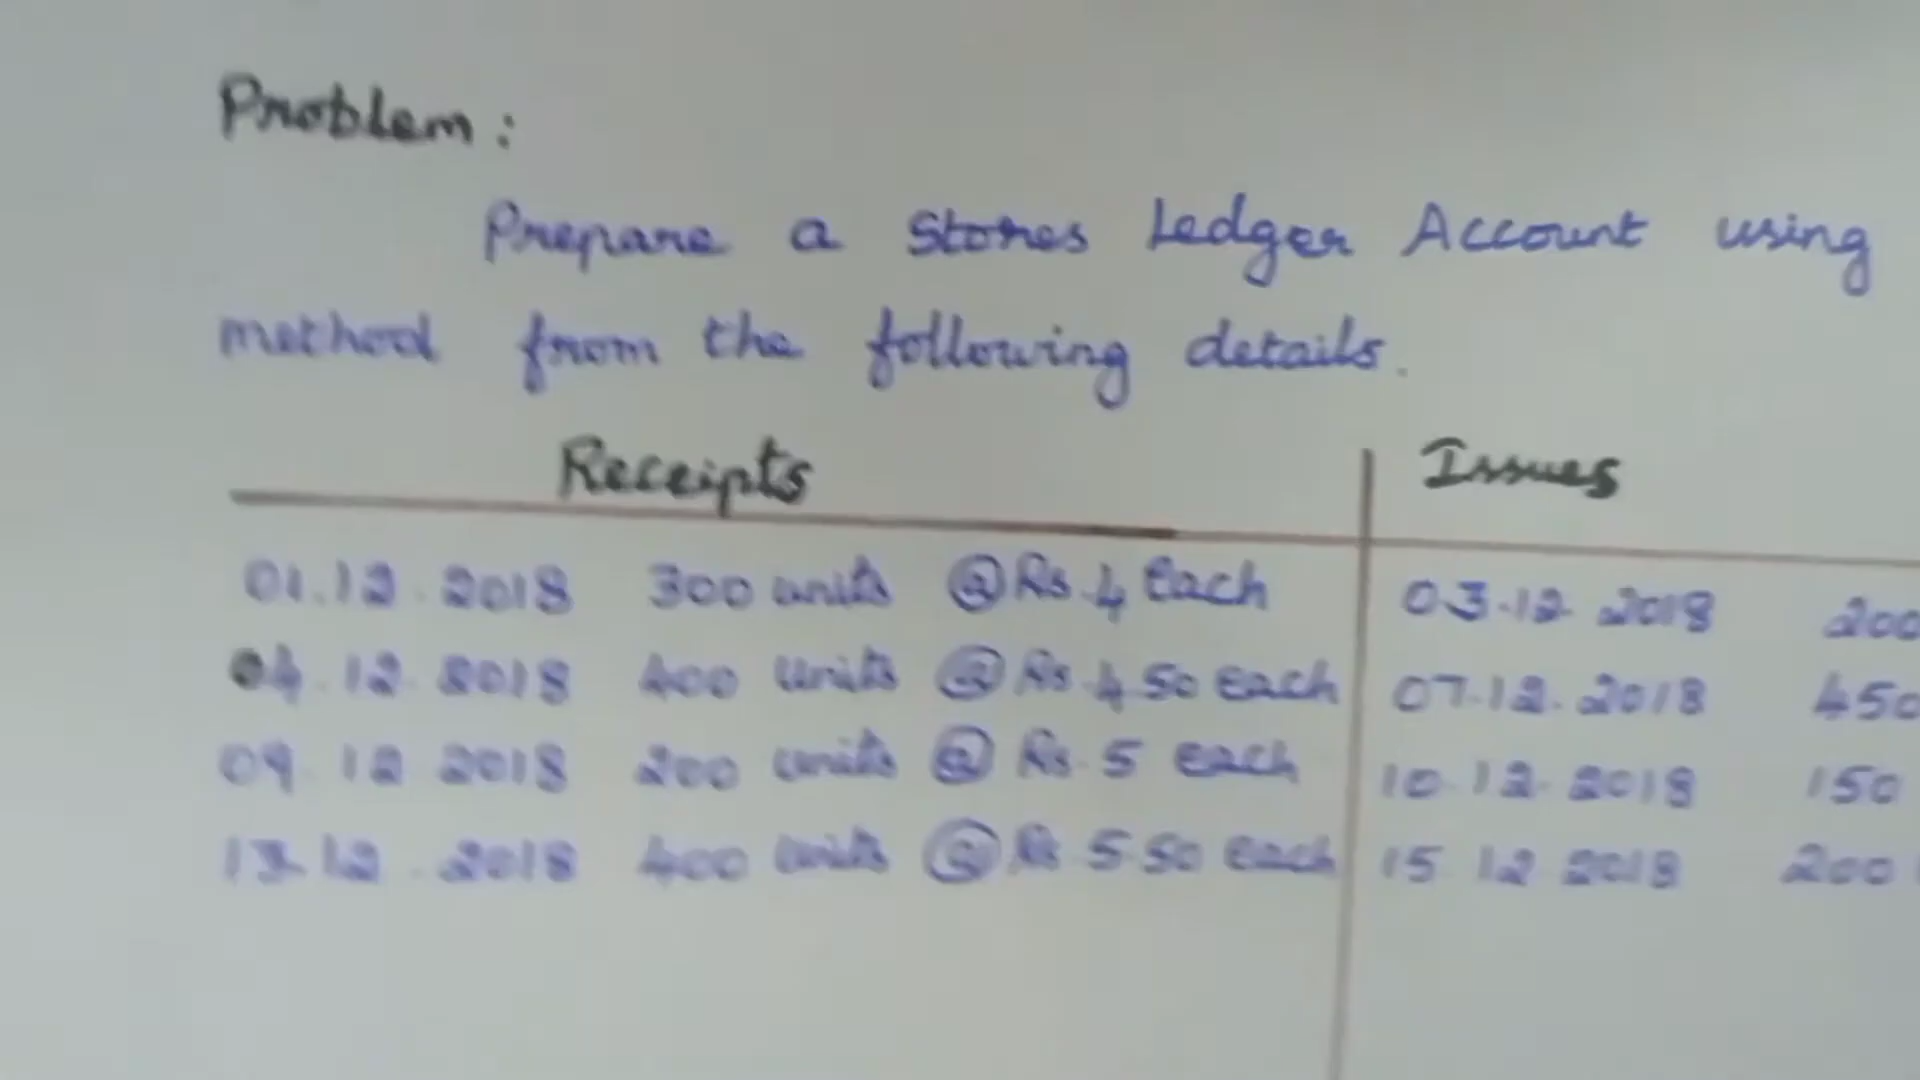 Problem:
Prepare a Stores Ledger Account using
method from the following details.
Receipts Issues
01.12.2018 300 units @ Rs. 4 Each 03.12.2018 200
04.12.2018 400 units @ Rs. 4.50 each 07.12.2018 450
09.12.2018 200 units @ Rs. 5 each 10.12.2018 150
13.12.2018 400 units @ Rs 5.50 each 15.12.2018 200